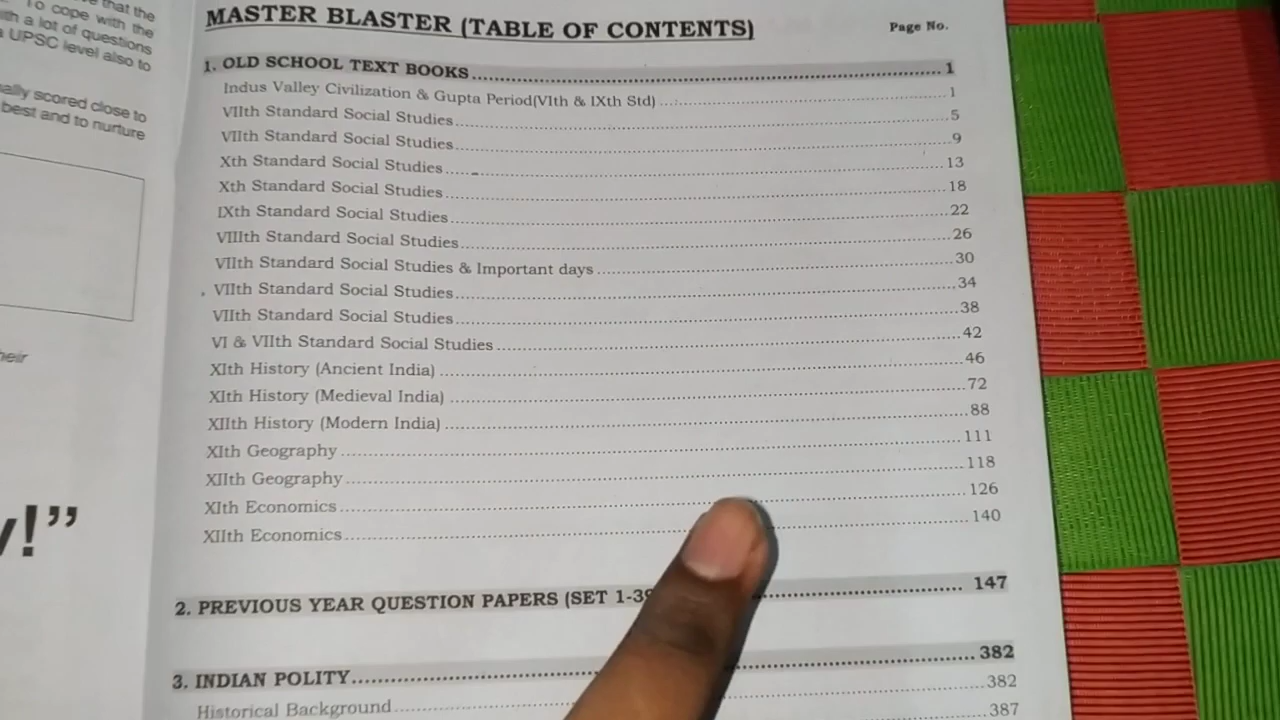 that the
To cope with the
with a lot of questions
UPSC level also to
ally scored close to
best and to nurture
heir
y!”
MASTER BLASTER (TABLE OF CONTENTS)
Page No.
1. OLD SCHOOL TEXT BOOKS 1
Indus Valley Civilization & Gupta Period(VIth & IXth Std) 1
VIIth Standard Social Studies 5
VIIth Standard Social Studies 9
Xth Standard Social Studies 13
Xth Standard Social Studies 18
IXth Standard Social Studies 22
VIIIth Standard Social Studies 26
VIIth Standard Social Studies & Important days 30
VIIth Standard Social Studies 34
VIIth Standard Social Studies 38
VI & VIIth Standard Social Studies 42
XIth History (Ancient India) 46
XIth History (Medieval India) 72
XIIth History (Modern India) 88
XIth Geography 111
XIIth Geography 118
XIth Economics 126
XIIth Economics 140
2. PREVIOUS YEAR QUESTION PAPERS (SET 1-3 147
3. INDIAN POLITY 382
Historical Background 382
387